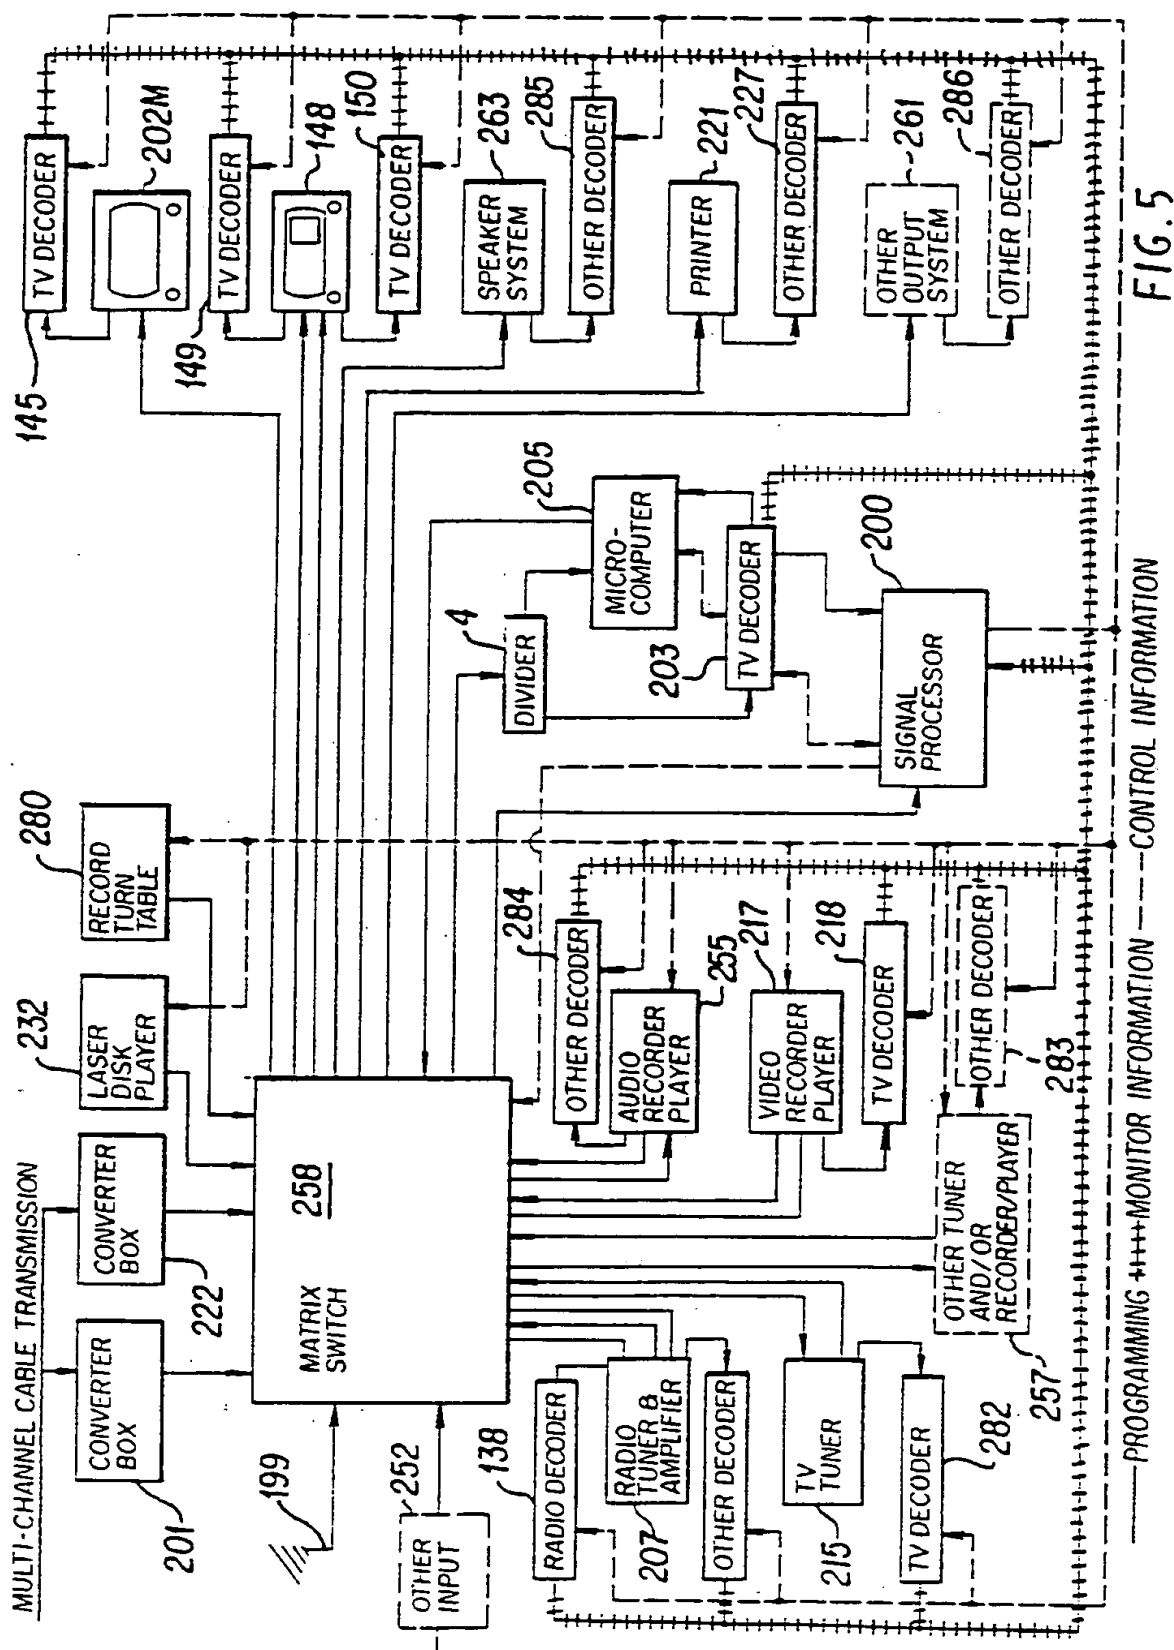 MULTI-CHANNEL CABLE TRANSMISSION
CONVERTER
BOX
201
CONVERTER
BOX
222
LASER
DISK
PLAYER
232
RECORD
TURN
TABLE
280
199
OTHER
INPUT
252
MATRIX
SWITCH
258
TV DECODER
145
202M
TV DECODER
149
148
TV DECODER
150
SPEAKER
SYSTEM
263
OTHER DECODER
285
PRINTER
221
OTHER DECODER
227
OTHER
OUTPUT
SYSTEM
261
OTHER DECODER
286
DIVIDER
4
MICRO-
COMPUTER
205
TV DECODER
203
SIGNAL
PROCESSOR
200
RADIO DECODER
138
RADIO
TUNER &
AMPLIFIER
207
OTHER DECODER
TV
TUNER
215
TV DECODER
282
OTHER DECODER
284
AUDIO
RECORDER
PLAYER
255
VIDEO
RECORDER
PLAYER
217
TV DECODER
218
OTHER TUNER
AND/OR
RECORDER/PLAYER
257
OTHER DECODER
283
PROGRAMMING
MONITOR INFORMATION
CONTROL INFORMATION
FIG. 5